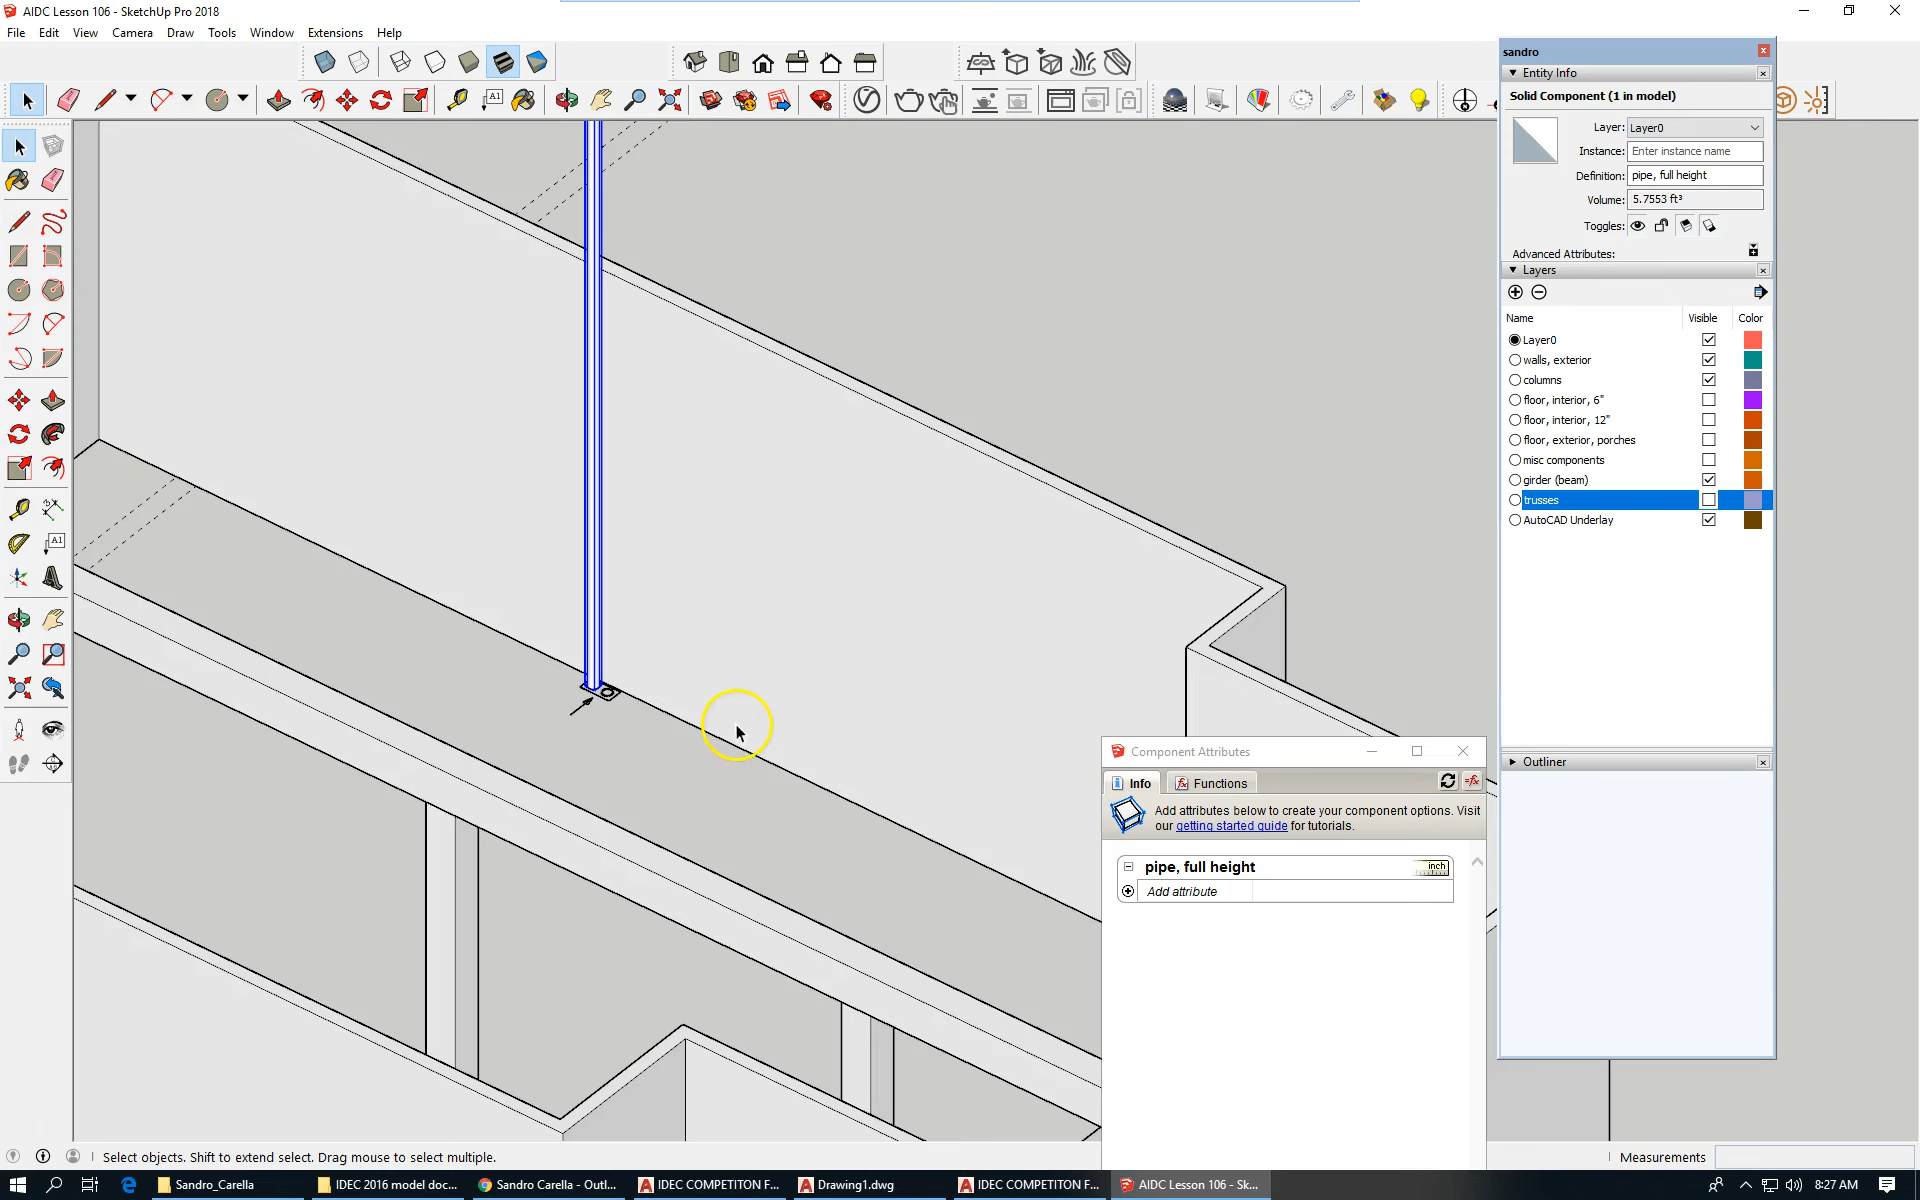 AIDC Lesson 106 - SketchUp Pro 2018
File Edit View Camera Draw Tools Window Extensions Help
A1
A1
sandro
Entity Info
Solid Component (1 in model)
Layer: Layer0
Instance: Enter instance name
Definition: pipe, full height
Volume: 5.7553 ft³
Toggles:
Advanced Attributes:
Layers
Name Visible Color
Layer0
walls, exterior
columns
floor, interior, 6"
floor, interior, 12"
floor, exterior, porches
misc components
girder (beam)
trusses
AutoCAD Underlay
Outliner
Component Attributes
Info Functions
Add attributes below to create your component options. Visit
our getting started guide for tutorials.
pipe, full height inch
Add attribute
Select objects. Shift to extend select. Drag mouse to select multiple.
Measurements
Sandro_Carella
IDEC 2016 model doc...
Sandro Carella - Outl...
IDEC COMPETITON F...
Drawing1.dwg
IDEC COMPETITON F...
AIDC Lesson 106 - Sk...
8:27 AM